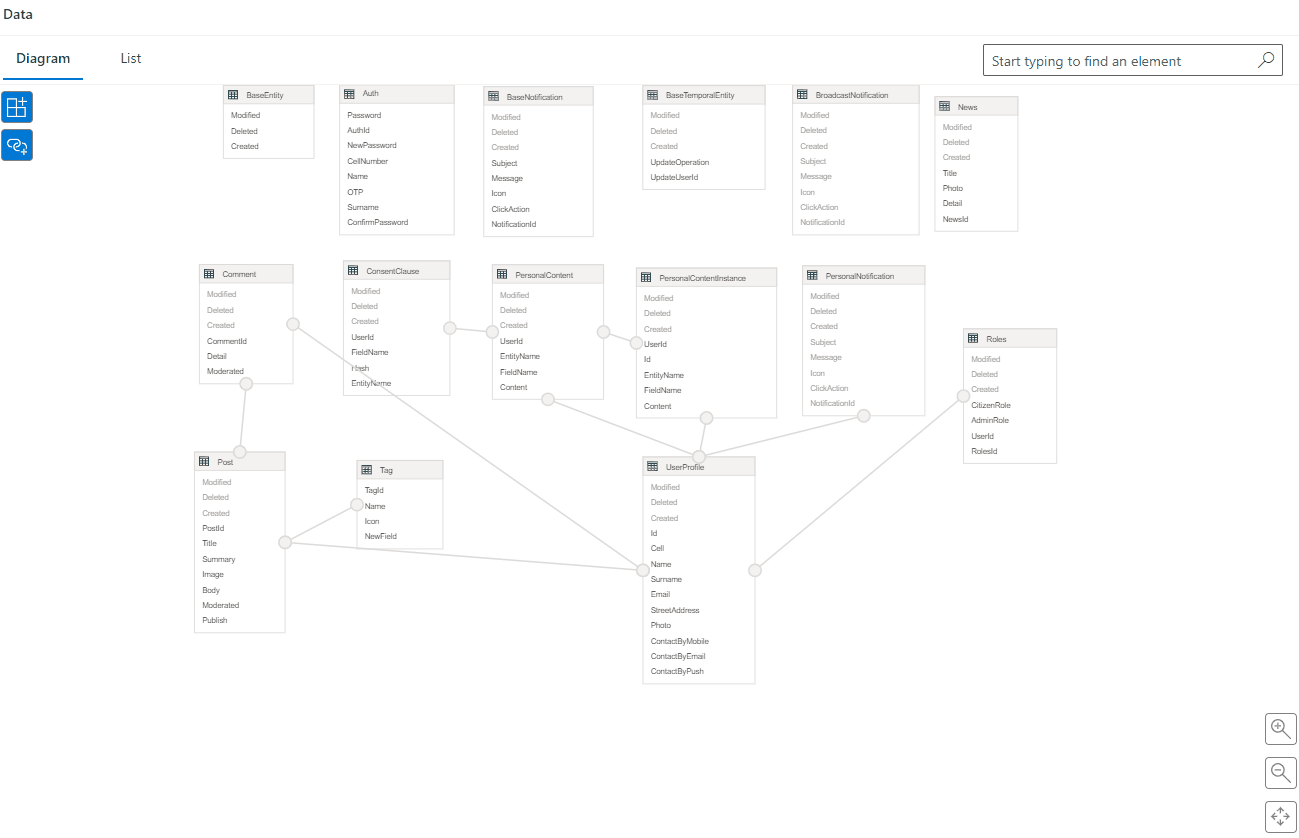 Data
Diagram
List
Start typing to find an element
BaseEntity
Modified
Deleted
Created
Auth
Password
AuthId
NewPassword
CellNumber
Name
OTP
Surname
ConfirmPassword
BaseNotification
Modified
Deleted
Created
Subject
Message
Icon
ClickAction
NotificationId
BaseTemporalEntity
Modified
Deleted
Created
UpdateOperation
UpdateUserId
BroadcastNotification
Modified
Deleted
Created
Subject
Message
Icon
ClickAction
NotificationId
News
Modified
Deleted
Created
Title
Photo
Detail
NewsId
Comment
Modified
Deleted
Created
CommentId
Detail
Moderated
ConsentClause
Modified
Deleted
Created
UserId
FieldName
Hash
EntityName
PersonalContent
Modified
Deleted
Created
UserId
EntityName
FieldName
Content
PersonalContentInstance
Modified
Deleted
Created
UserId
Id
EntityName
FieldName
Content
PersonalNotification
Modified
Deleted
Created
Subject
Message
Icon
ClickAction
NotificationId
Roles
Modified
Deleted
Created
CitizenRole
AdminRole
UserId
RolesId
Post
Modified
Deleted
Created
PostId
Title
Summary
Image
Body
Moderated
Publish
Tag
TagId
Name
Icon
NewField
UserProfile
Modified
Deleted
Created
Id
Cell
Name
Surname
Email
StreetAddress
Photo
ContactByMobile
ContactByEmail
ContactByPush